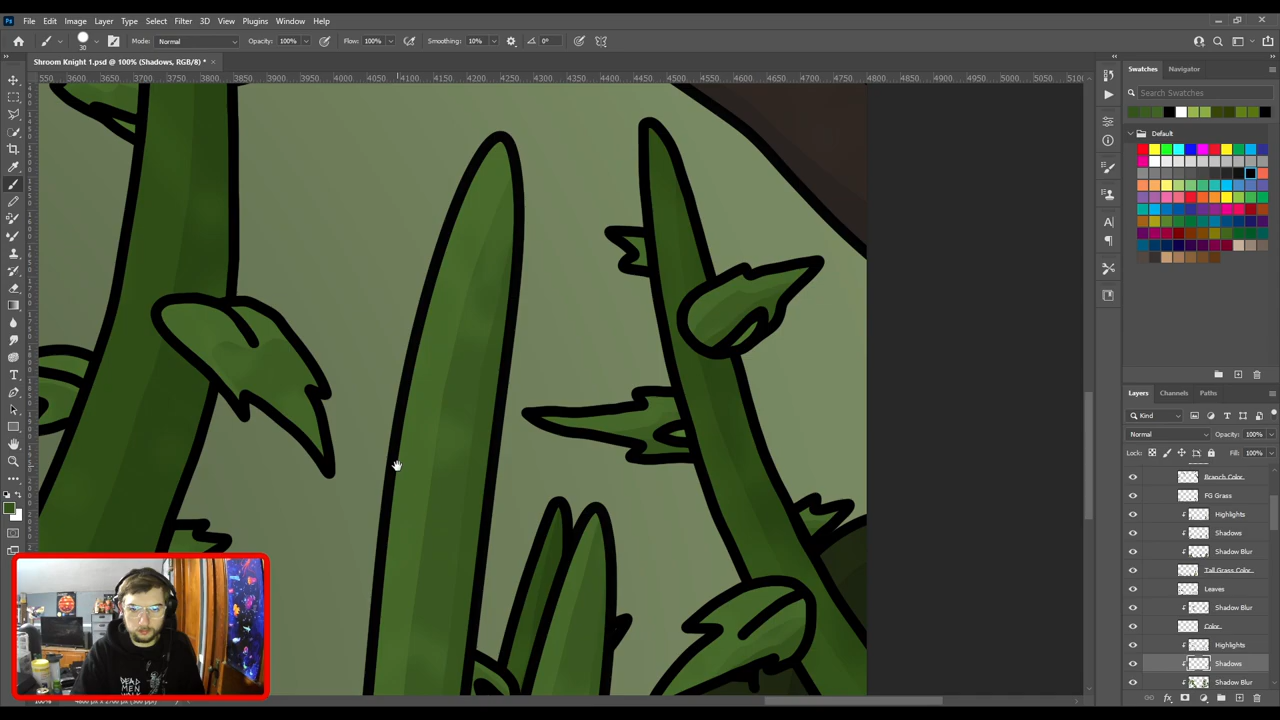 File Edit Image Layer Type Select Filter 3D View Plugins Window Help
30 Mode: Normal Opacity: 100% Flow: 100% Smoothing: 10% 0°
Shroom Knight 1.psd @ 100% (Shadows, RGB/8) *
3650 3700 3750 3800 3850 3900 3950 4000 4050 4100 4150 4200 4250 4300 4350 4400 4450 4500 4550 4600 4650 4700 4750 4800 4850 4900 4950 5000 5050
Swatches Navigator
Search Swatches
Default
Layers Channels Paths
Kind
Normal Opacity: 100%
Lock: Fill: 100%
Branch Color
FG Grass
Highlights
Shadows
Shadow Blur
Tall Grass Color
Leaves
Shadow Blur
Color
Highlights
Shadows
Shadow Blur
DEAD
MEN